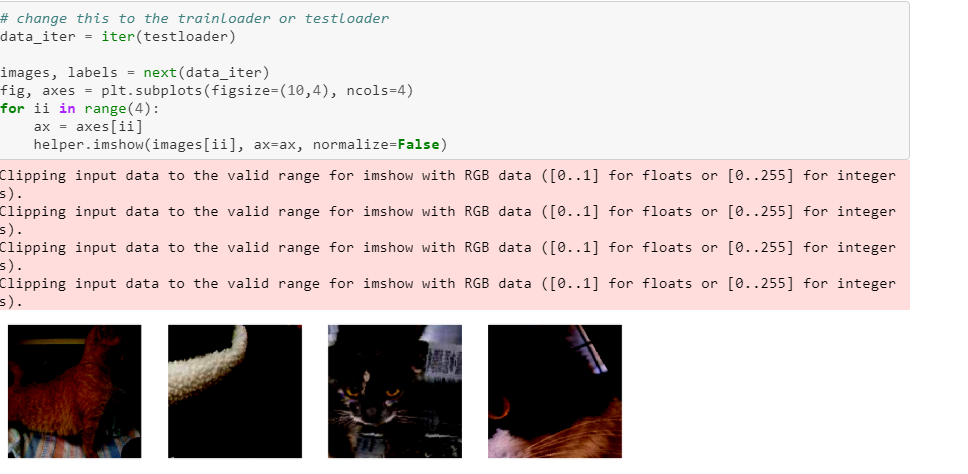 # change this to the trainloader or testloader
data_iter = iter(testloader)
images, labels = next(data_iter)
fig, axes = plt.subplots(figsize=(10,4), ncols=4)
for ii in range(4):
    ax = axes[ii]
    helper.imshow(images[ii], ax=ax, normalize=False)
Clipping input data to the valid range for imshow with RGB data ([0..1] for floats or [0..255] for integer
s).
Clipping input data to the valid range for imshow with RGB data ([0..1] for floats or [0..255] for integer
s).
Clipping input data to the valid range for imshow with RGB data ([0..1] for floats or [0..255] for integer
s).
Clipping input data to the valid range for imshow with RGB data ([0..1] for floats or [0..255] for integer
s).